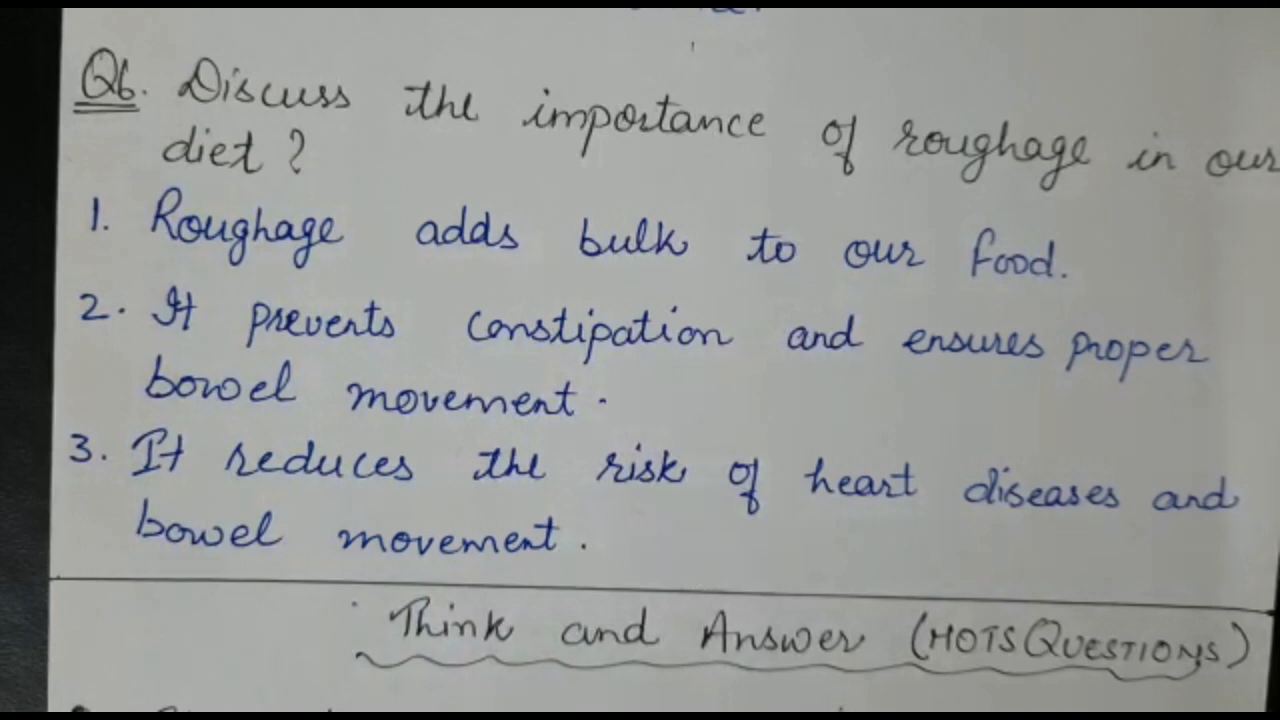 Q6. Discuss the importance of roughage in our
diet?
1. Roughage adds bulk to our food.
2. It prevents constipation and ensures proper
bowel movement.
3. It reduces the risk of heart diseases and
bowel movement.
Think and Answer (HOTS QUESTIONS)